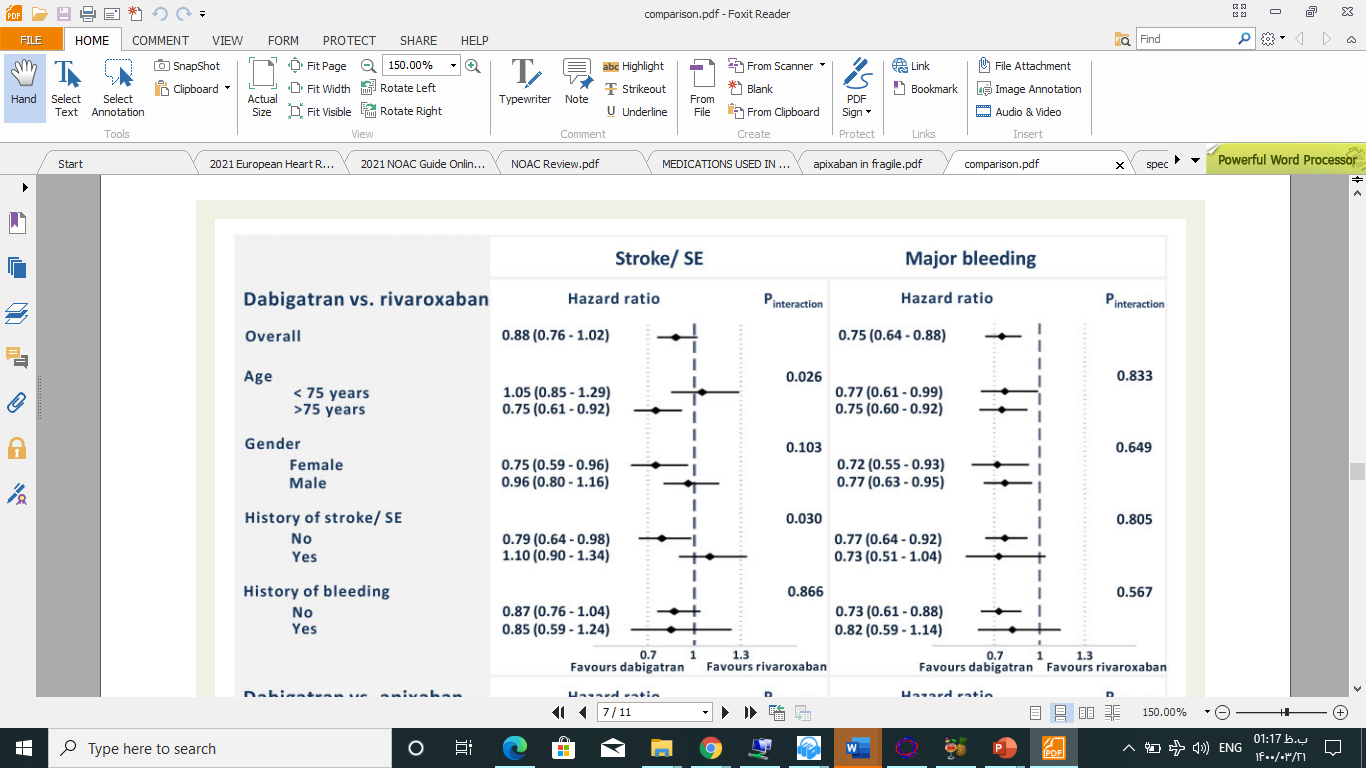 comparison.pdf - Foxit Reader
FILE HOME COMMENT VIEW FORM PROTECT SHARE HELP
Find
Hand
Select Text
Select Annotation
SnapShot
Clipboard
Tools
Actual Size
Fit Page
Fit Width
Fit Visible
150.00%
Rotate Left
Rotate Right
View
Typewriter
Note
Highlight
Strikeout
Underline
Comment
From File
From Scanner
Blank
From Clipboard
Create
PDF Sign
Protect
Link
Bookmark
Links
File Attachment
Image Annotation
Audio & Video
Insert
Start
2021 European Heart R...
2021 NOAC Guide Onlin...
NOAC Review.pdf
MEDICATIONS USED IN ...
apixaban in fragile.pdf
comparison.pdf
spec
Powerful Word Processor
Stroke/ SE Major bleeding
Dabigatran vs. rivaroxaban Hazard ratio Pinteraction Hazard ratio Pinteraction
Overall 0.88 (0.76 - 1.02) 0.75 (0.64 - 0.88)
Age 0.026 0.833
< 75 years 1.05 (0.85 - 1.29) 0.77 (0.61 - 0.99)
>75 years 0.75 (0.61 - 0.92) 0.75 (0.60 - 0.92)
Gender 0.103 0.649
Female 0.75 (0.59 - 0.96) 0.72 (0.55 - 0.93)
Male 0.96 (0.80 - 1.16) 0.77 (0.63 - 0.95)
History of stroke/ SE 0.030 0.805
No 0.79 (0.64 - 0.98) 0.77 (0.64 - 0.92)
Yes 1.10 (0.90 - 1.34) 0.73 (0.51 - 1.04)
History of bleeding 0.866 0.567
No 0.87 (0.76 - 1.04) 0.73 (0.61 - 0.88)
Yes 0.85 (0.59 - 1.24) 0.82 (0.59 - 1.14)
0.7 1 1.3 0.7 1 1.3
Favours dabigatran Favours rivaroxaban Favours dabigatran Favours rivaroxaban
Dabigatran vs. apixaban Hazard ratio P Hazard ratio P
7 / 11
150.00%
Type here to search
ENG
01:17 ب.ظ
۱۴۰۰/۰۳/۲۱